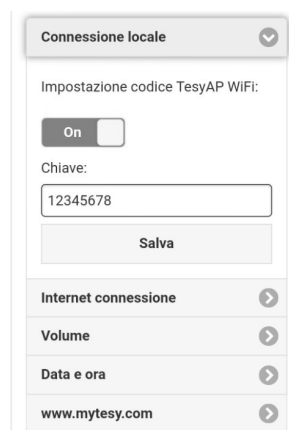 Connessione locale
Impostazione codice TesyAP WiFi:
On
Chiave:
12345678
Salva
Internet connessione
Volume
Data e ora
www.mytesy.com